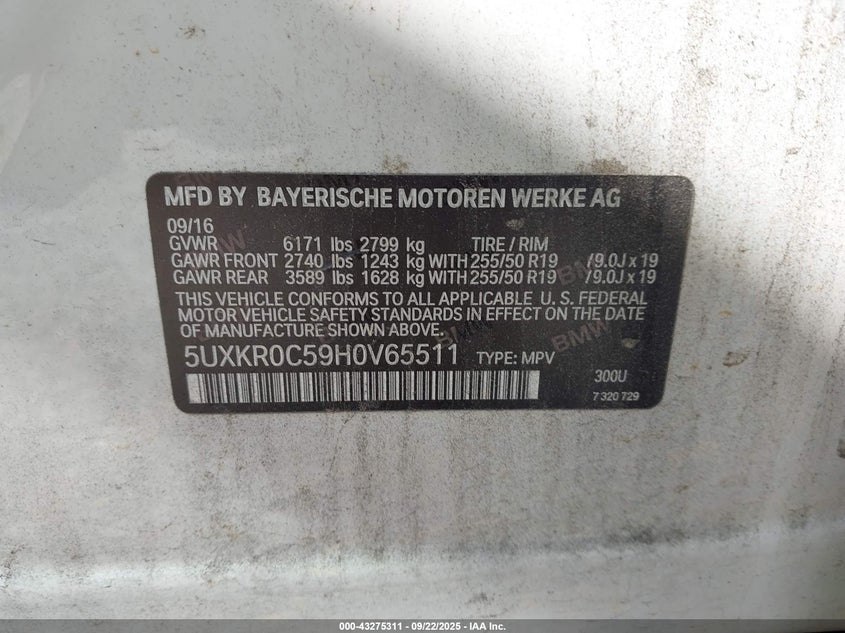 MFD BY BAYERISCHE MOTOREN WERKE AG
09/16
GVWR 6171 lbs 2799 kg TIRE / RIM
GAWR FRONT 2740 lbs 1243 kg WITH 255/50 R19 /9.0J x 19
GAWR REAR 3589 lbs 1628 kg WITH 255/50 R19 /9.0J x 19
THIS VEHICLE CONFORMS TO ALL APPLICABLE U. S. FEDERAL
MOTOR VEHICLE SAFETY STANDARDS IN EFFECT ON THE DATE
OF MANUFACTURE SHOWN ABOVE.
5UXKR0C59H0V65511 TYPE: MPV
300U
7 320 729
000-43275311 - 09/22/2025 - IAA Inc.